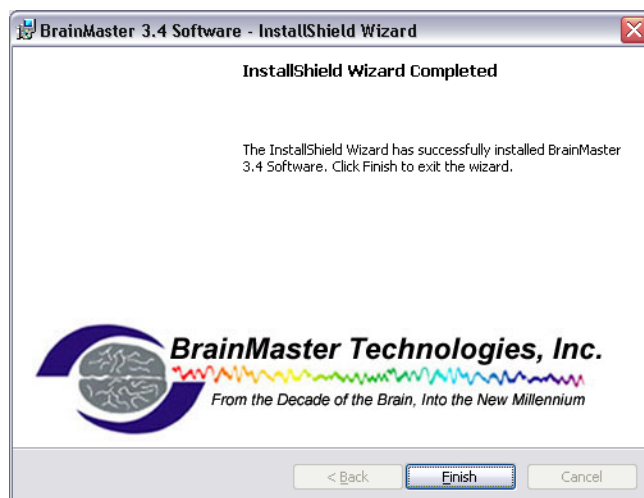 BrainMaster 3.4 Software - InstallShield Wizard
InstallShield Wizard Completed
The InstallShield Wizard has successfully installed BrainMaster
3.4 Software. Click Finish to exit the wizard.
BrainMaster Technologies, Inc.
From the Decade of the Brain, Into the New Millennium
< Back
Finish
Cancel